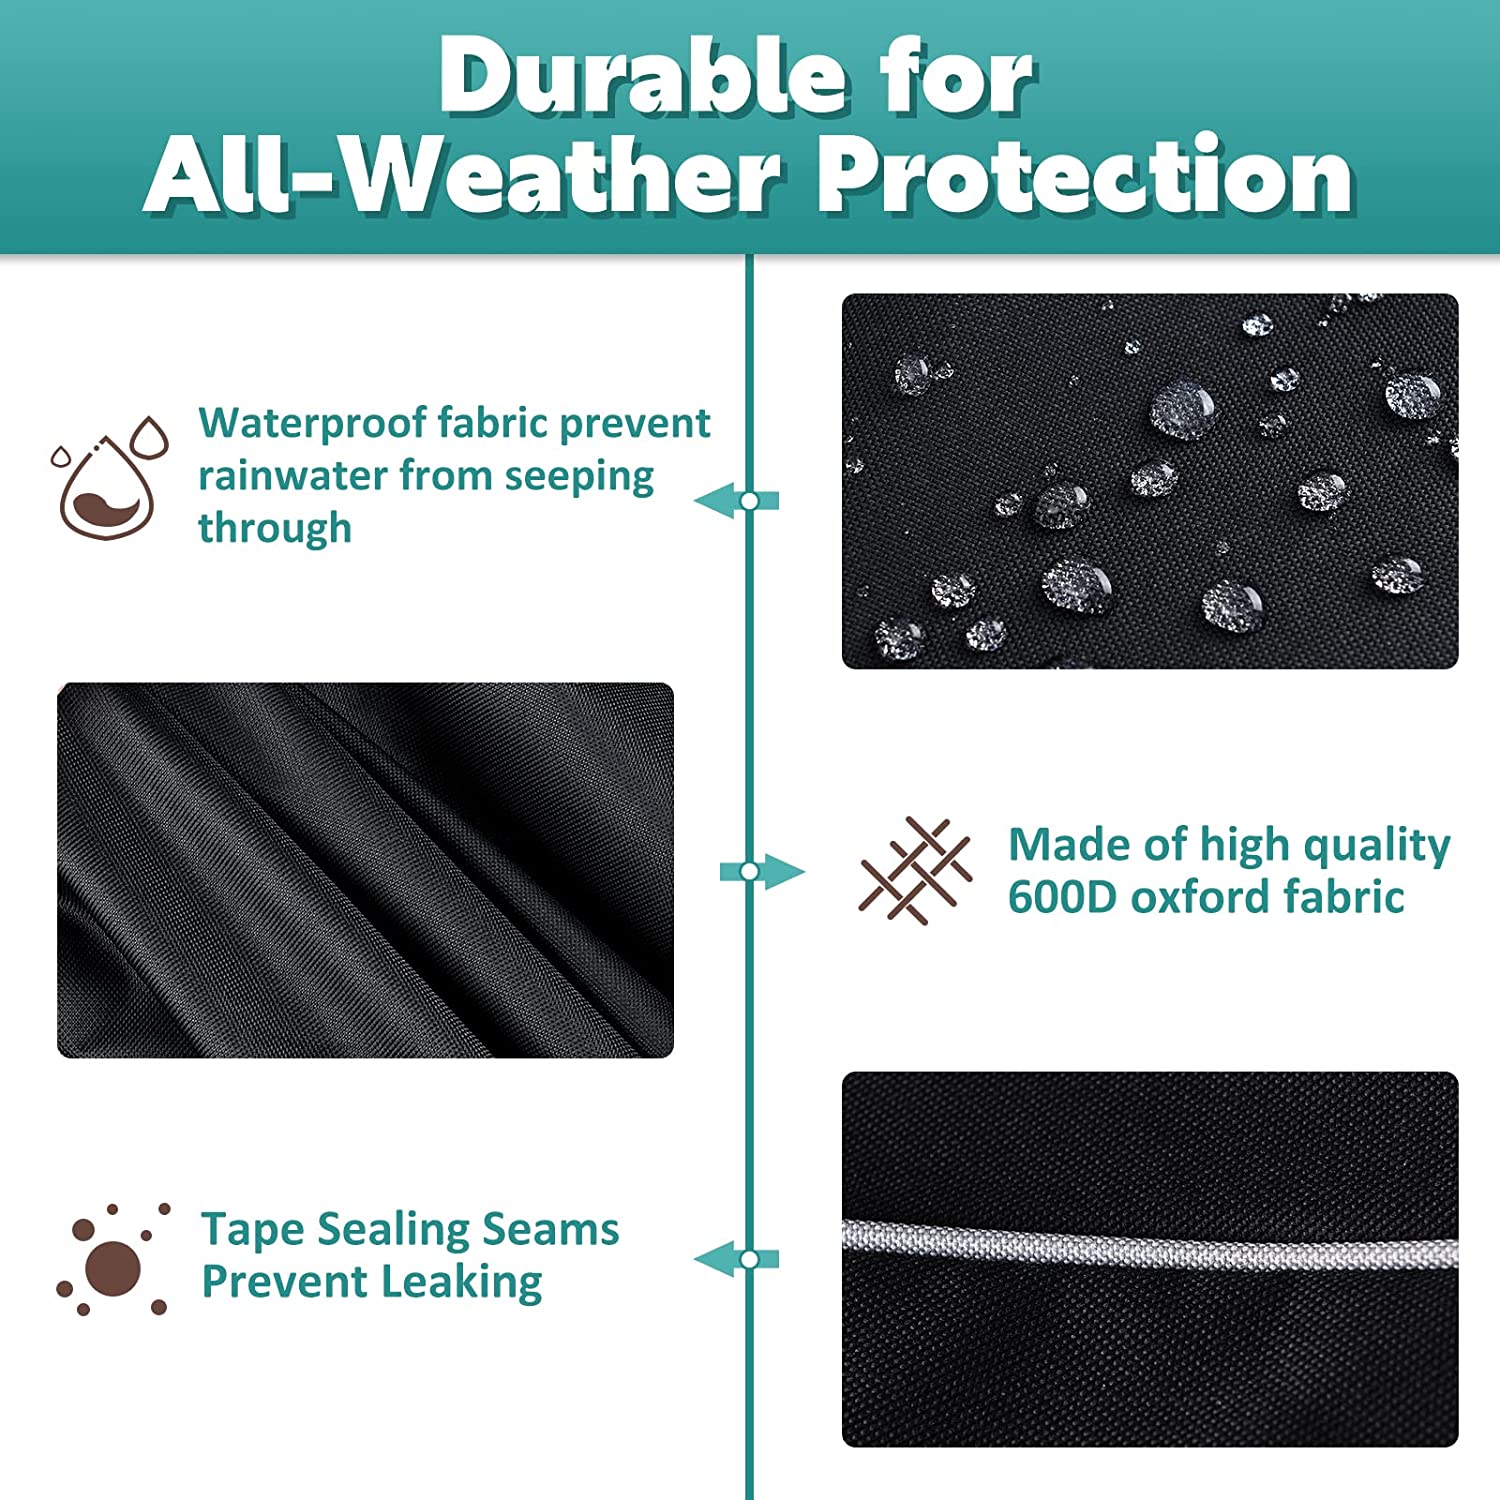 Durable for
All-Weather Protection
Waterproof fabric prevent
rainwater from seeping
through
Made of high quality
600D oxford fabric
Tape Sealing Seams
Prevent Leaking